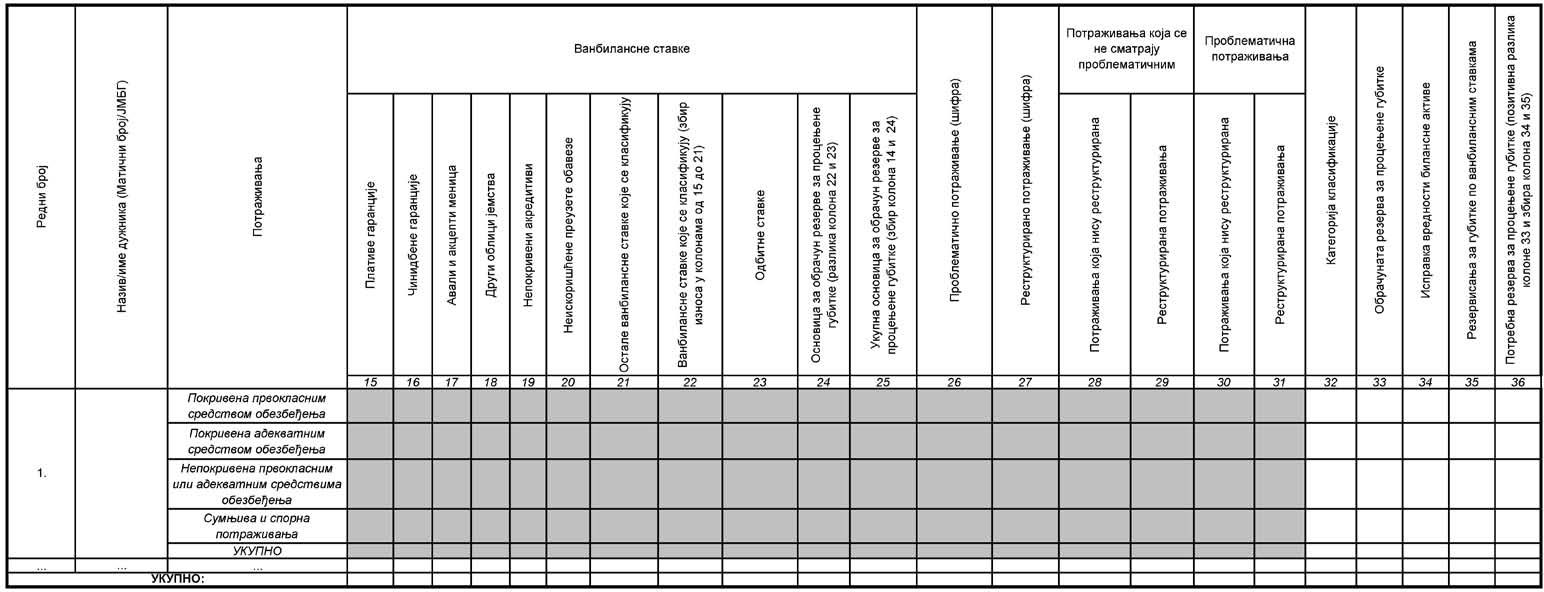 Редни број
Назив/име дужника (Матични број/ЈМБГ)
Потраживања
Ванбилансне ставке
Плативе гаранције
Чинидбене гаранције
Авали и акцепти меница
Други облици јемства
Непокривени акредитиви
Неискоришћене преузете обавезе
Остале ванбилансне ставке које се класификују
Ванбилансне ставке које се класификују (збир
износа у колонама од 15 до 21)
Одбитне ставке
Основица за обрачун резерве за процењене
губитке (разлика колона 22 и 23)
Укупна основица за обрачун резерве за
процењене губитке (збир колона 14 и 24)
Проблематично потраживање (шифра)
Реструктурирано потраживање (шифра)
Потраживања која се
не сматрају
проблематичним
Потраживања која нису реструктурирана
Реструктурирана потраживања
Проблематична
потраживања
Потраживања која нису рестуктурирана
Реструктурирана потраживања
Категорија класификације
Обрачуната резерва за процењене губитке
Исправка вредности билансне активе
Резервисања за губитке по ванбилансним ставкама
Потребна резерва за процењене губитке (позитивна разлика
колоне 33 и збира колона 34 и 35)
15 16 17 18 19 20 21 22 23 24 25 26 27 28 29 30 31 32 33 34 35 36
1.
Покривена првокласним
средством обезбеђења
Покривена адекватним
средством обезбеђења
Непокривена првокласним
или адекватним средствима
обезбеђења
Сумњива и спорна
потраживања
УКУПНО
... ... ...
УКУПНО: